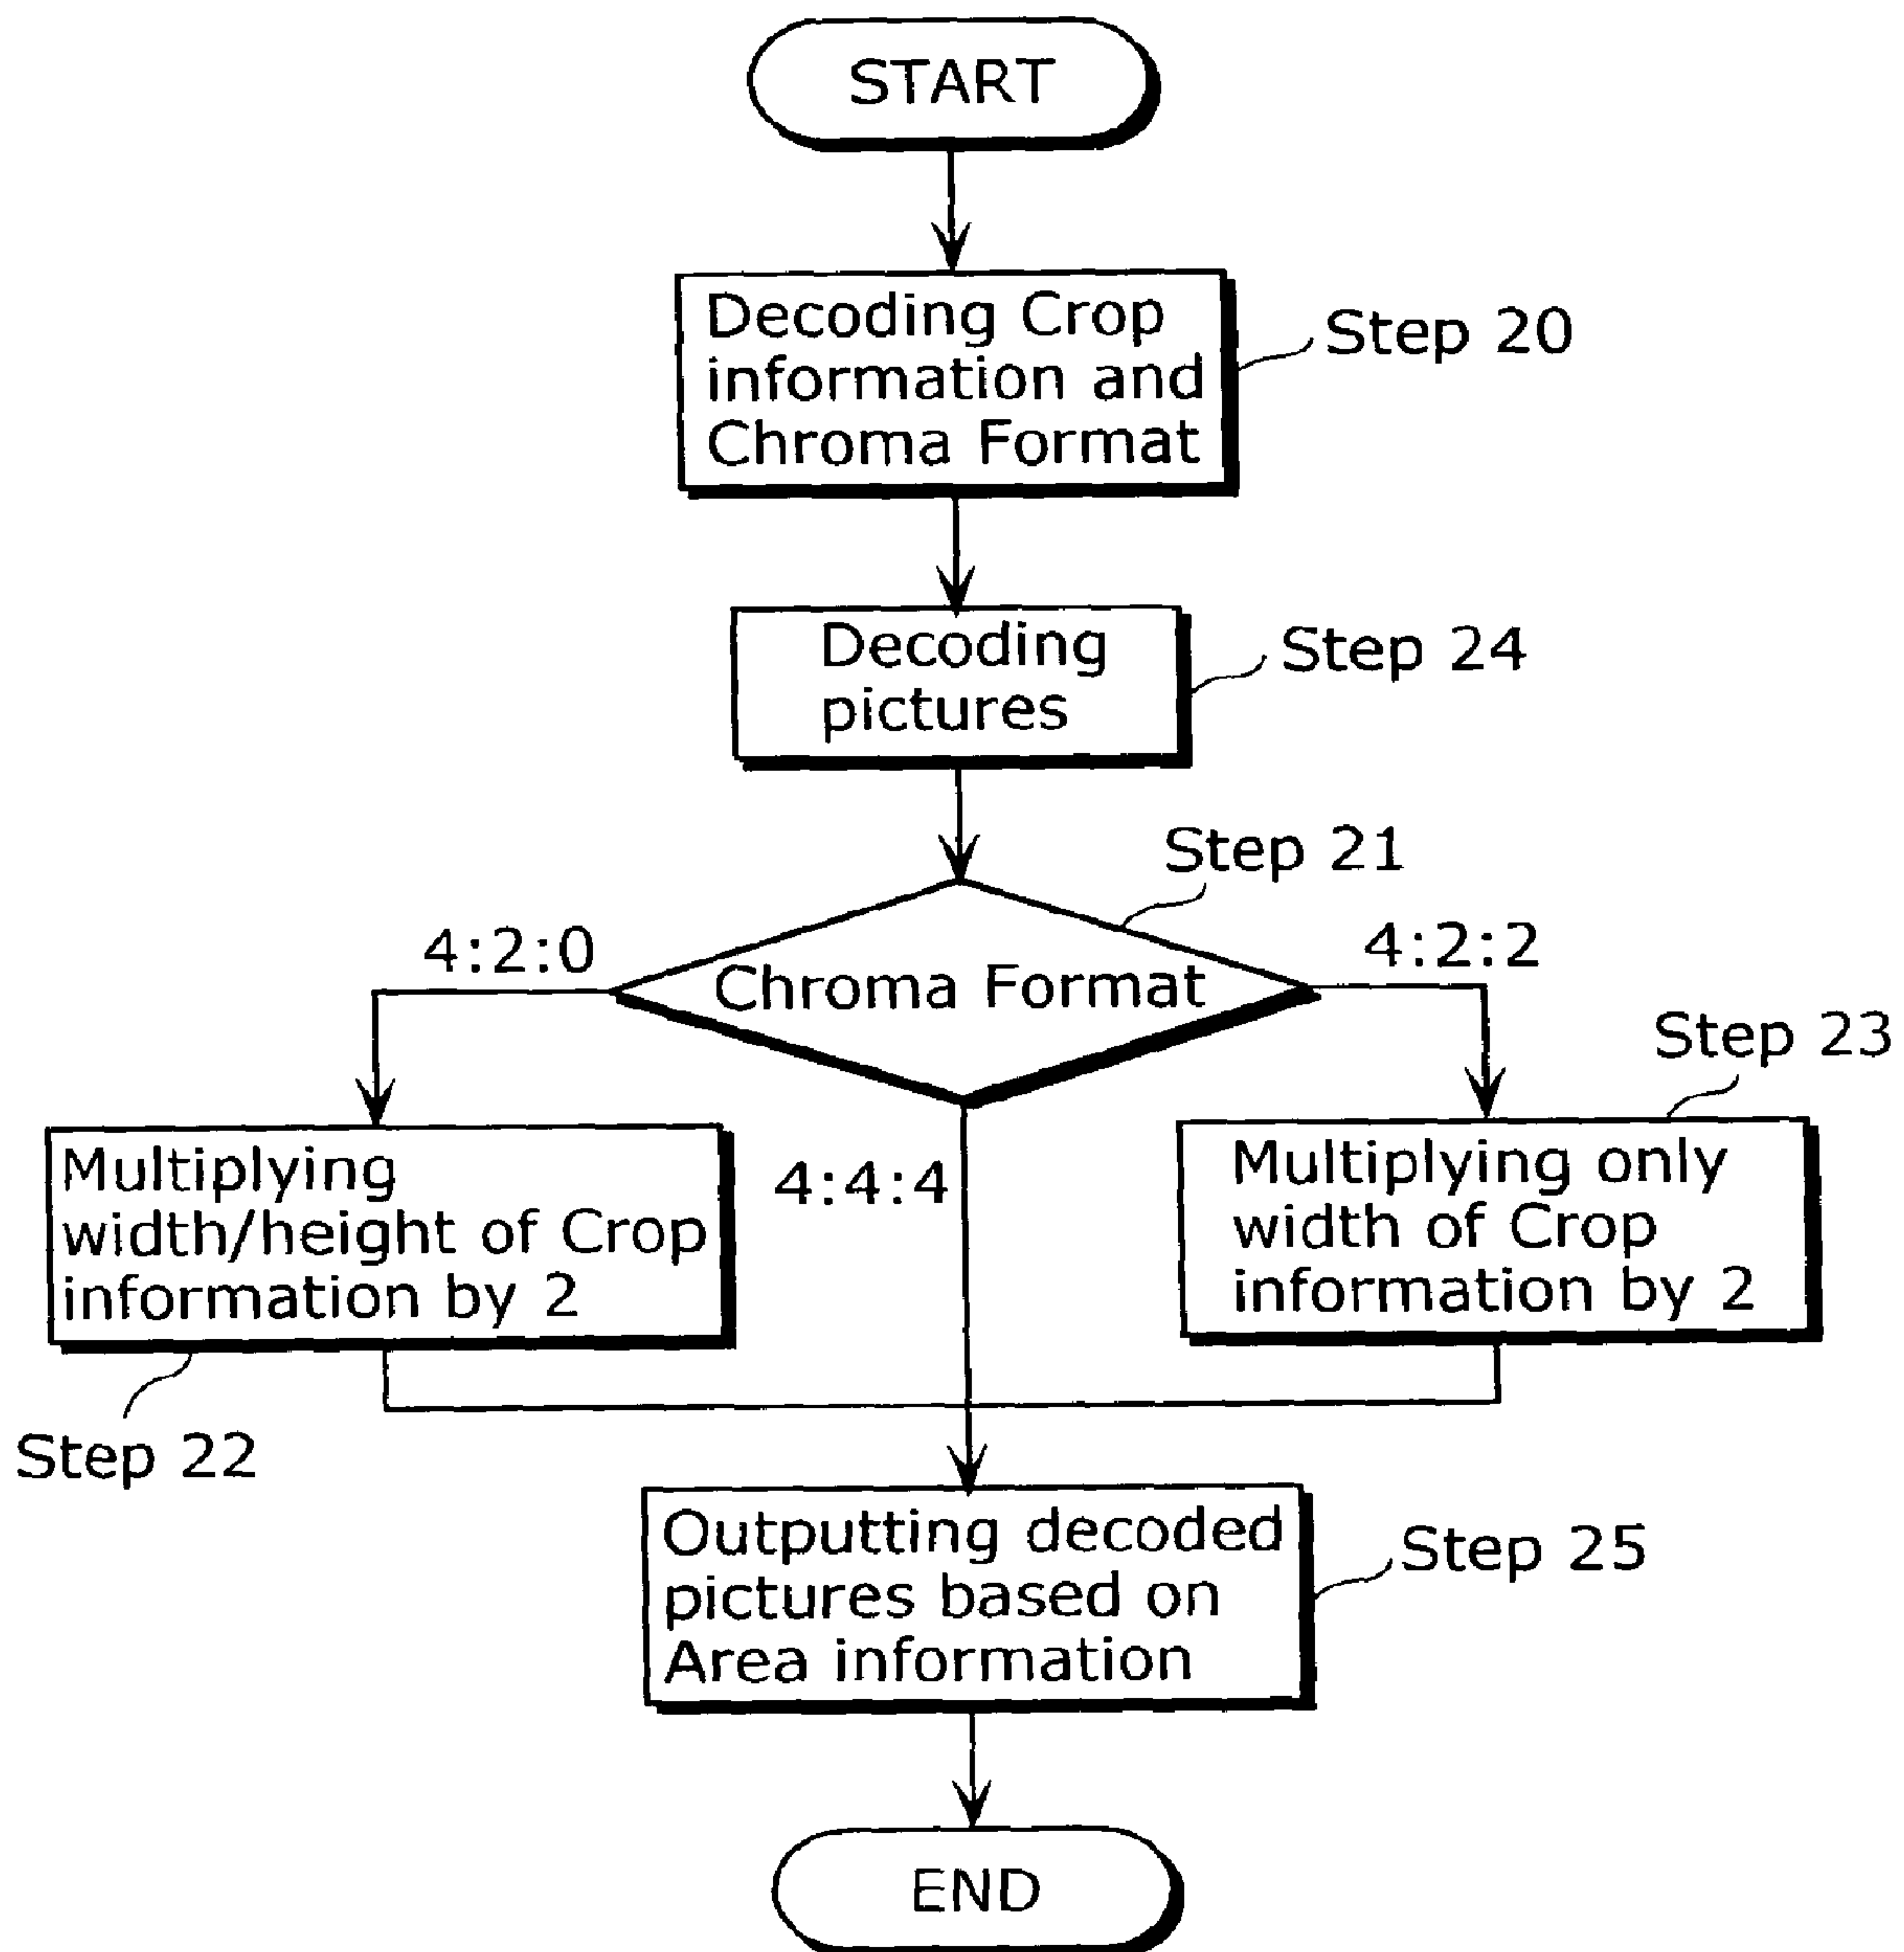 START
Decoding Crop
information and
Chroma Format
Step 20
Decoding
pictures
Step 24
Step 21
4:2:0
Chroma Format
4:2:2
Step 23
Multiplying
width/height of Crop
information by 2
4:4:4
Multiplying only
width of Crop
information by 2
Step 22
Outputting decoded
pictures based on
Area information
Step 25
END